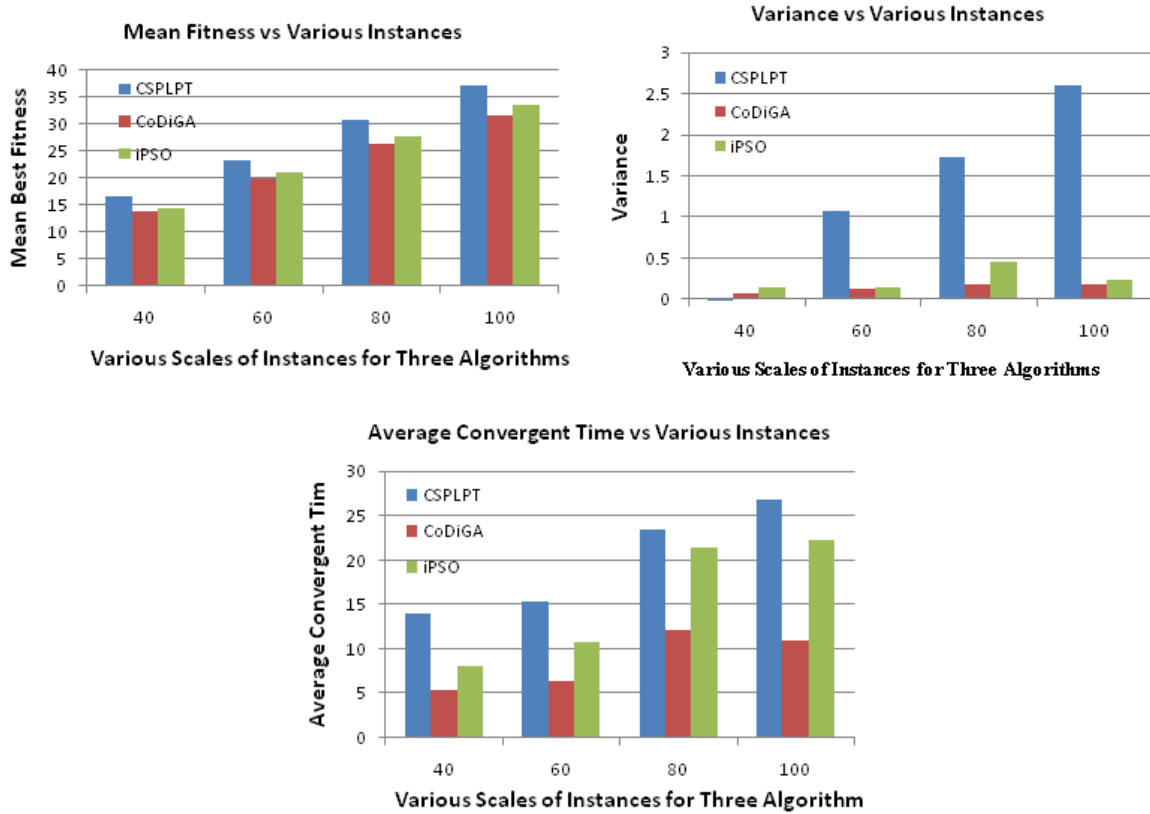 Mean Fitness vs Various Instances
Mean Best Fitness
40
35
30
25
20
15
10
5
0
CSPLPT
CoDiGA
iPSO
40 60 80 100
Various Scales of Instances for Three Algorithms
Variance vs Various Instances
Variance
3
2.5
2
1.5
1
0.5
0
CSPLPT
CoDiGA
iPSO
40 60 80 100
Various Scales of Instances for Three Algorithms
Average Convergent Time vs Various Instances
Average Convergent Tim
30
25
20
15
10
5
0
CSPLPT
CoDiGA
iPSO
40 60 80 100
Various Scales of Instances for Three Algorithm